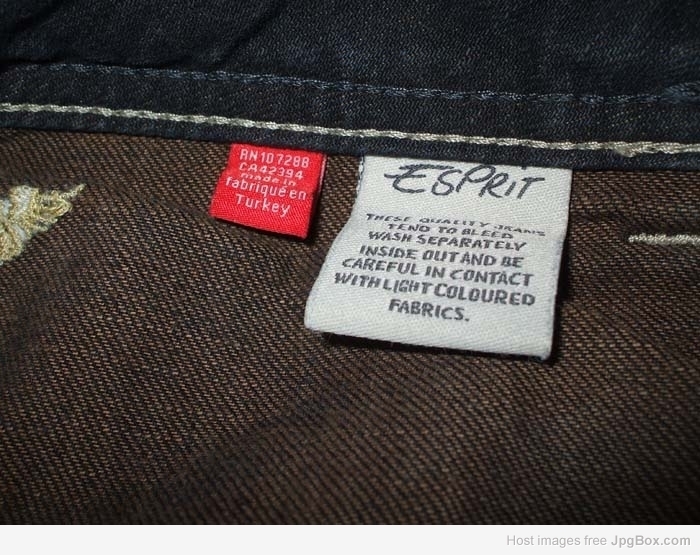 RN107288
CA42394
made in
fabriqué en
Turkey
ESPRIT
THESE QUALITY JEANS
TEND TO BLEED
WASH SEPARATELY
INSIDE OUT AND BE
CAREFUL IN CONTACT
WITH LIGHT COLOURED
FABRICS.
Host images free JpgBox.com